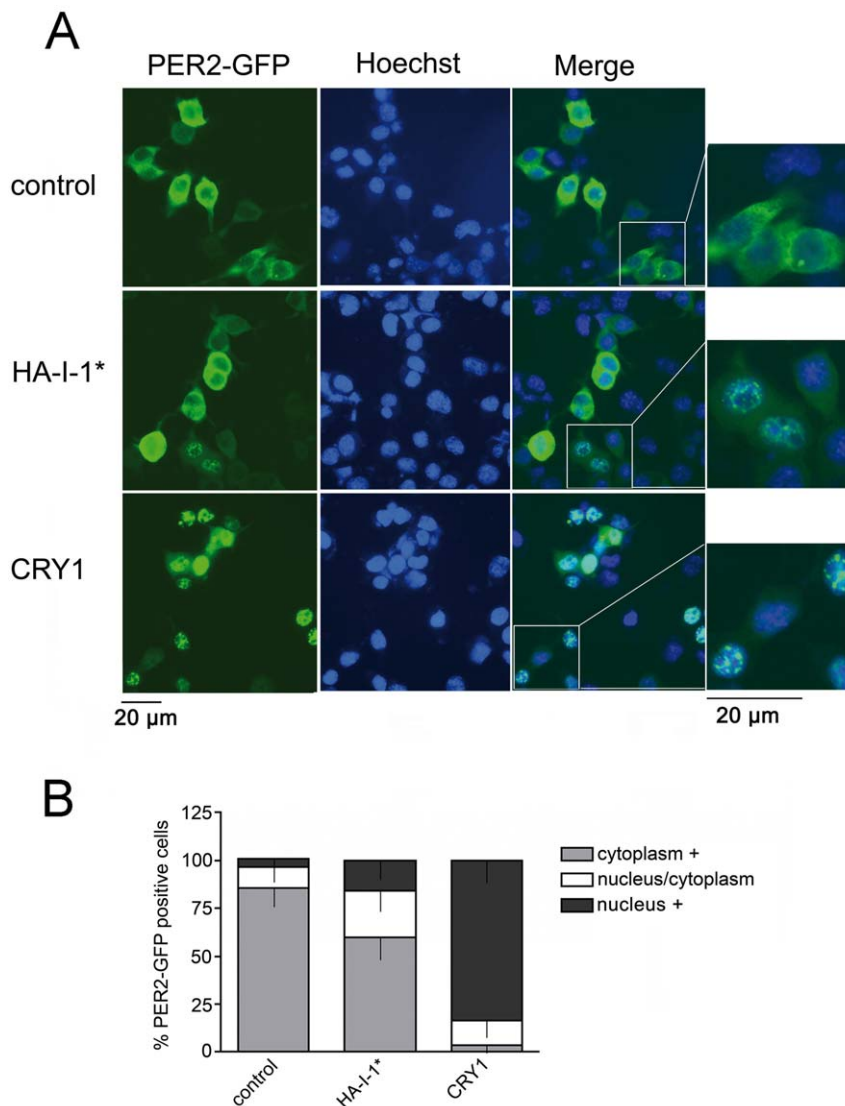 A
PER2-GFP Hoechst Merge
control
HA-I-1*
CRY1
20 µm
20 µm
B
% PER2-GFP positive cells
125
100
75
50
25
0
control
HA-I-1*
CRY1
cytoplasm +
nucleus/cytoplasm
nucleus +